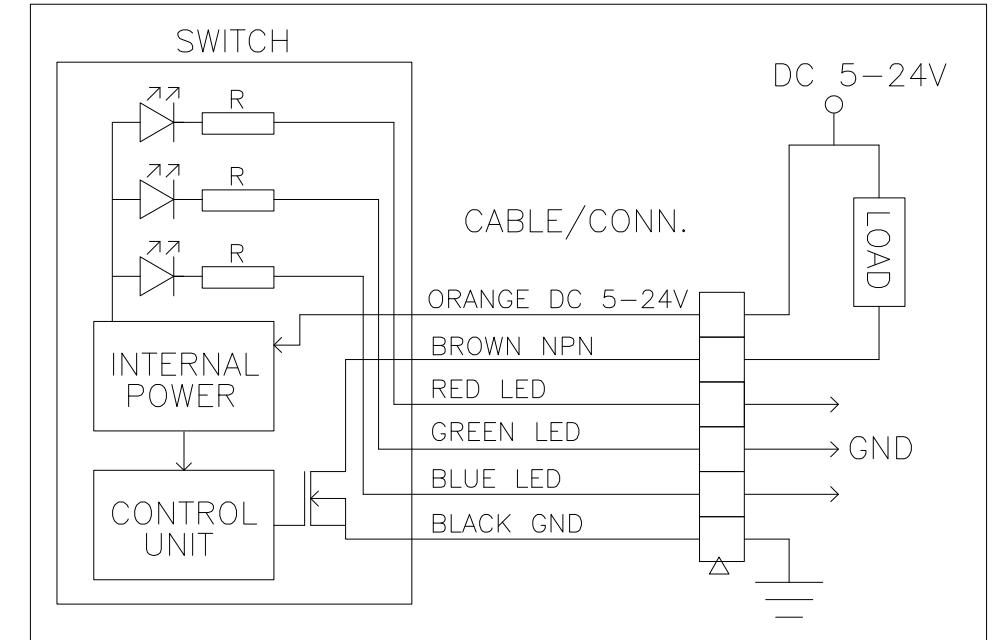 SWITCH
DC 5-24V
R
R
R
CABLE/CONN.
LOAD
ORANGE DC 5-24V
BROWN NPN
RED LED
GREEN LED
GND
BLUE LED
BLACK GND
INTERNAL
POWER
CONTROL
UNIT